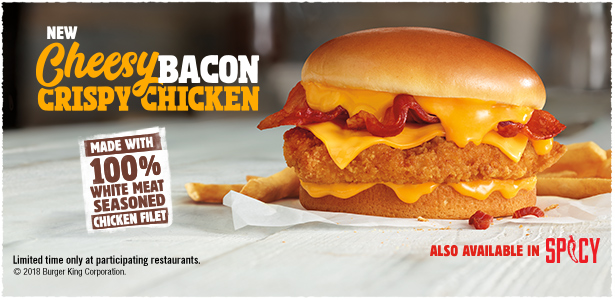 NEW
Cheesy BACON
CRISPY CHICKEN
MADE WITH
100%
WHITE MEAT
SEASONED
CHICKEN FILET
ALSO AVAILABLE IN SPICY
Limited time only at participating restaurants.
© 2018 Burger King Corporation.